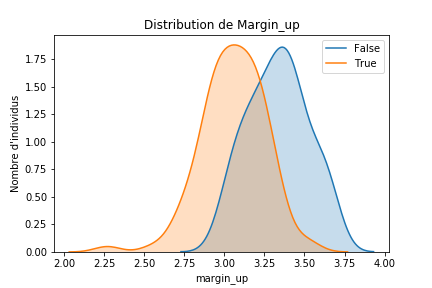 Distribution de Margin_up
False
True
Nombre d'individus
1.75
1.50
1.25
1.00
0.75
0.50
0.25
0.00
2.00 2.25 2.50 2.75 3.00 3.25 3.50 3.75 4.00
margin_up